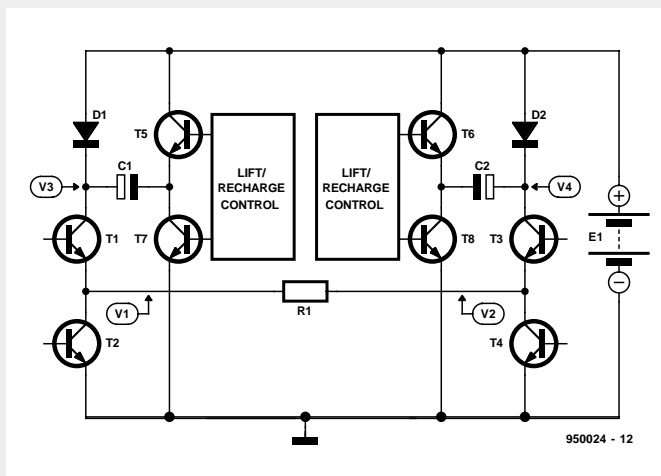 D1
T5
C1
V3
LIFT/
RECHARGE
CONTROL
T1
T7
V1
T2
LIFT/
RECHARGE
CONTROL
T6
D2
C2
V4
T8
T3
E1
+
−
R1
V2
T4
950024 - 12